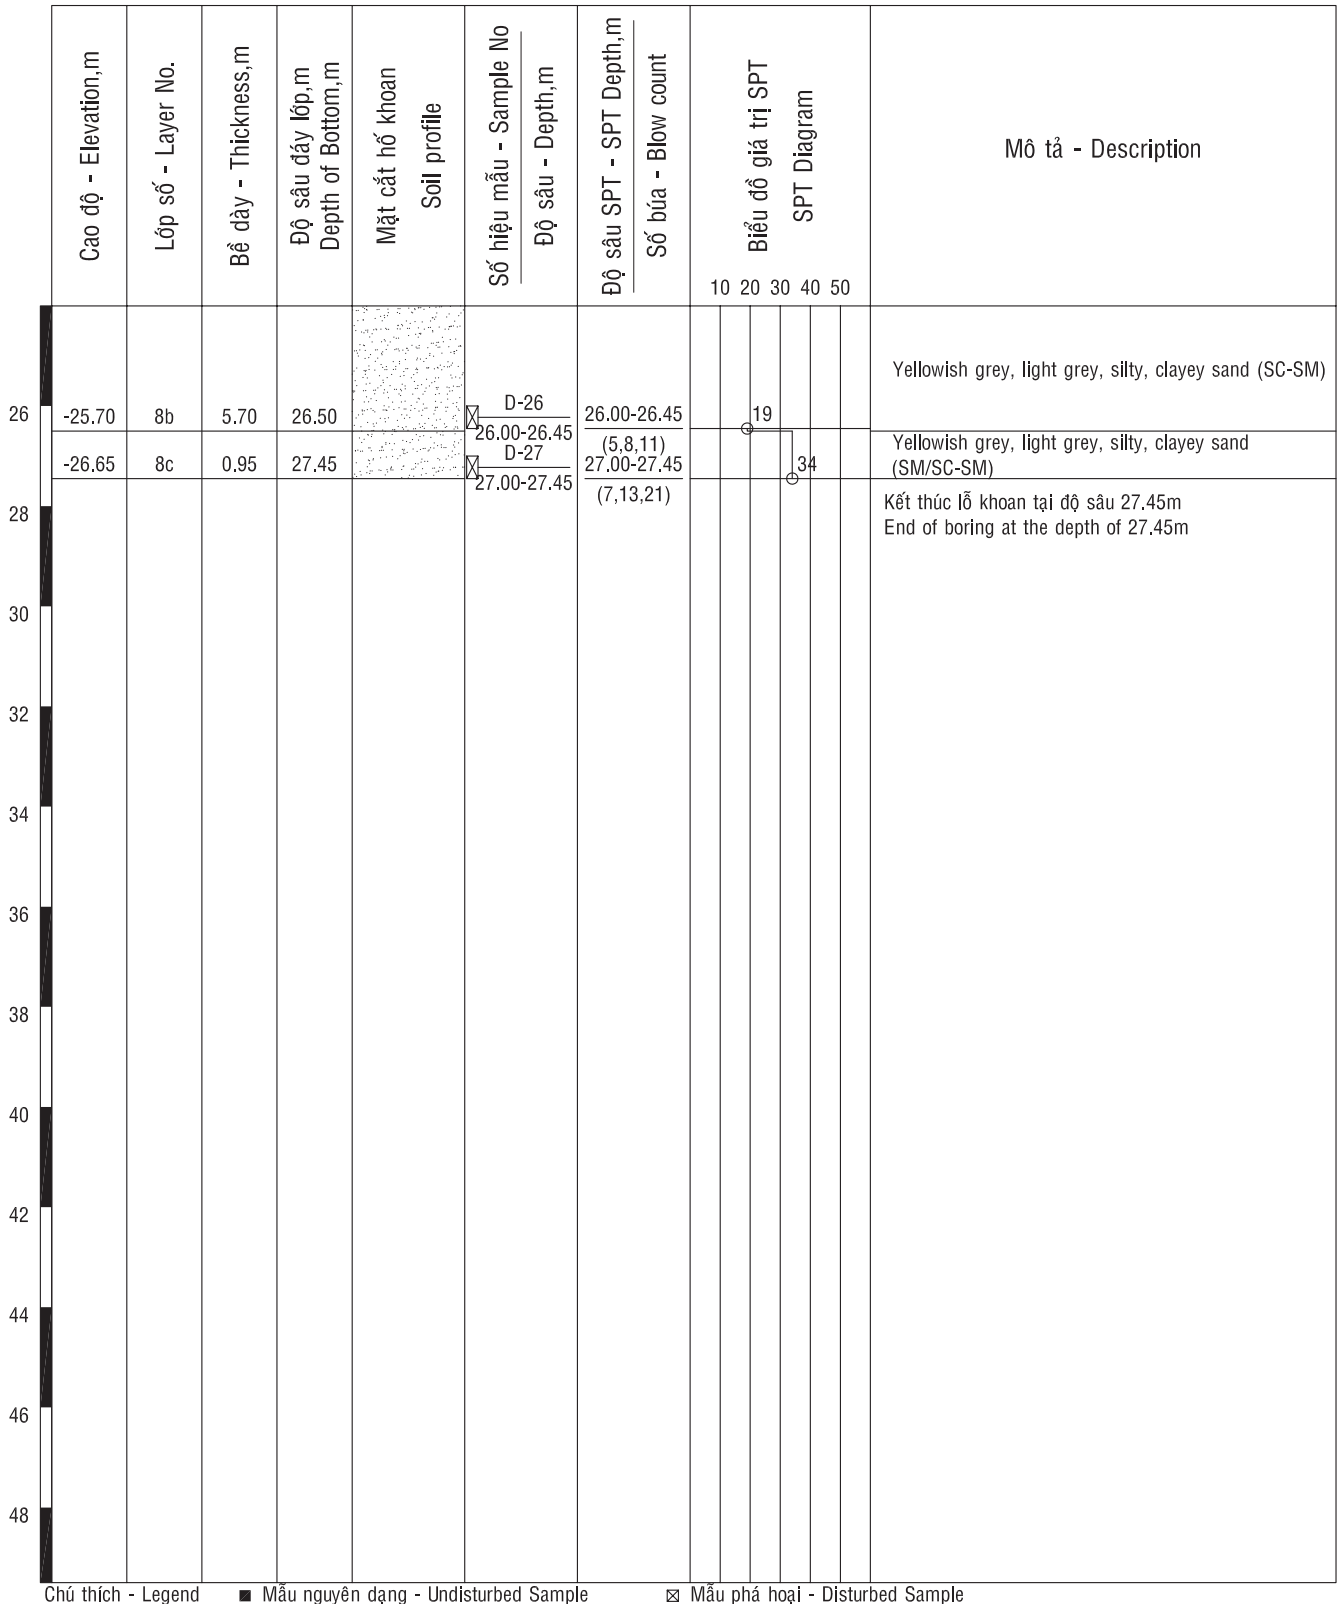 Cao độ - Elevation,m
Lớp số - Layer No.
Bề dày - Thickness,m
Độ sâu đáy lớp,m
Depth of Bottom,m
Mặt cắt hố khoan
Soil profile
Số hiệu mẫu - Sample No
Độ sâu - Depth,m
Độ sâu SPT - SPT Depth,m
Số búa - Blow count
Biểu đồ giá trị SPT
SPT Diagram
10 20 30 40 50
Mô tả - Description
Yellowish grey, light grey, silty, clayey sand (SC-SM)
26 -25.70 8b 5.70 26.50 D-26 26.00-26.45 19
26.00-26.45 (5,8,11)
Yellowish grey, light grey, silty, clayey sand
(SM/SC-SM)
-26.65 8c 0.95 27.45 D-27 27.00-27.45 34
27.00-27.45 (7,13,21)
Kết thúc lỗ khoan tại độ sâu 27.45m
End of boring at the depth of 27.45m
28
30
32
34
36
38
40
42
44
46
48
Chú thích - Legend Mẫu nguyên dạng - Undisturbed Sample Mẫu phá hoại - Disturbed Sample